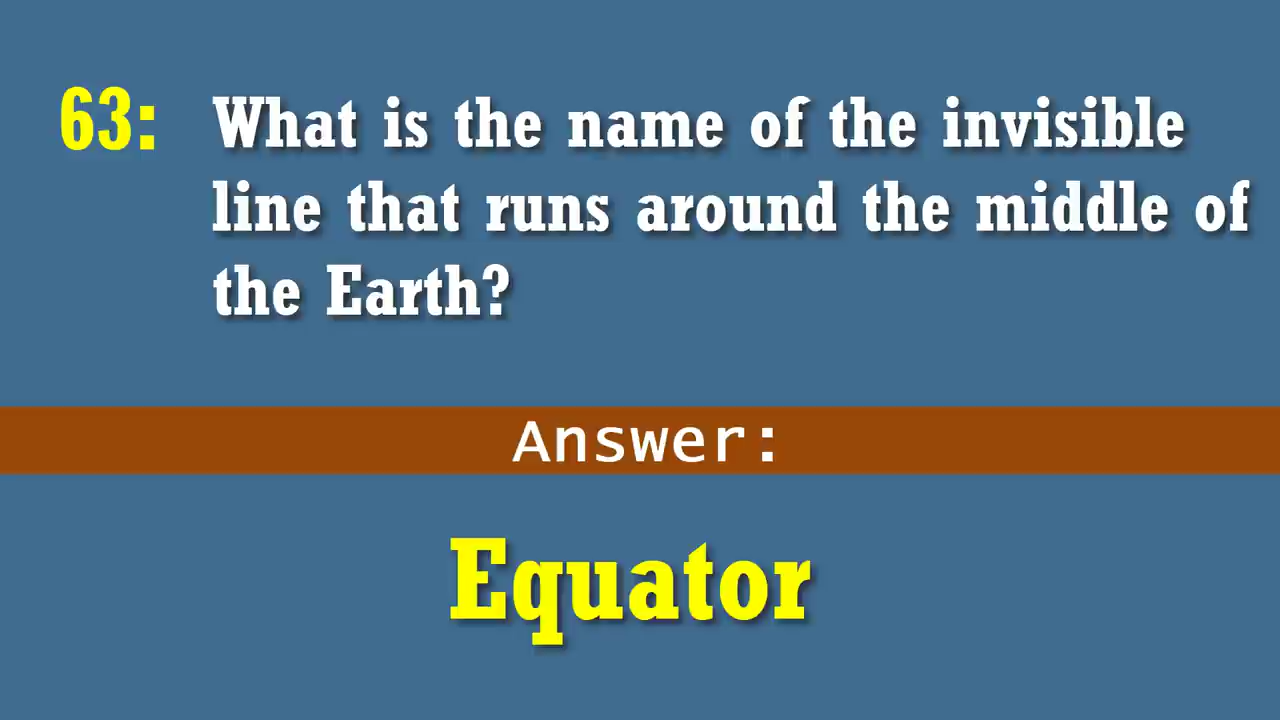 63: What is the name of the invisible
line that runs around the middle of
the Earth?
Answer:
Equator